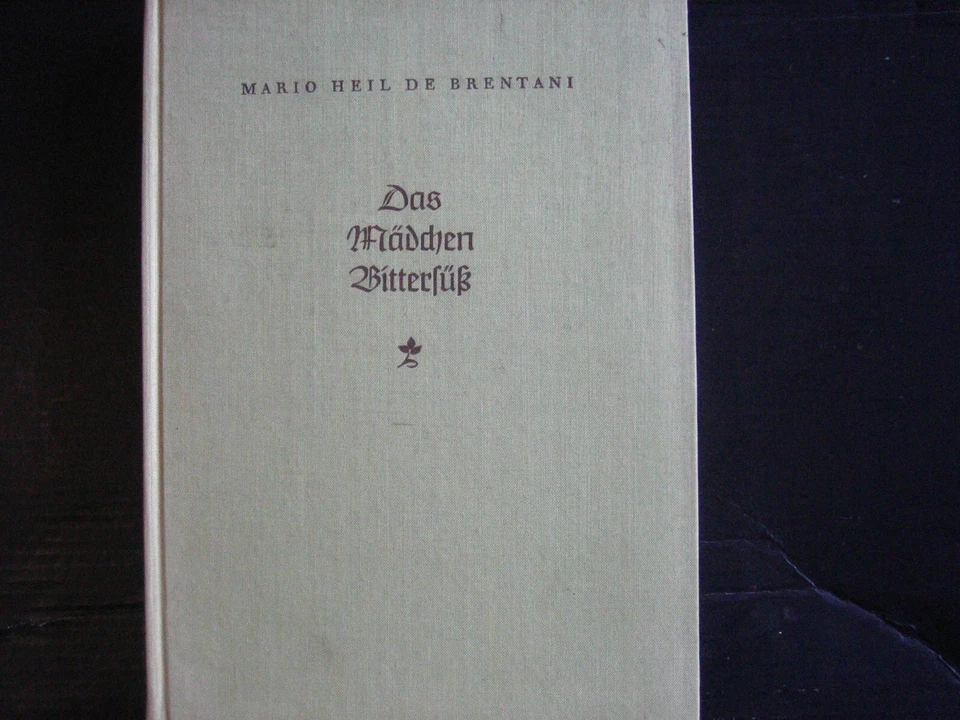 MARIO HEIL DE BRENTANI
Das
Mädchen
Bitterſüß